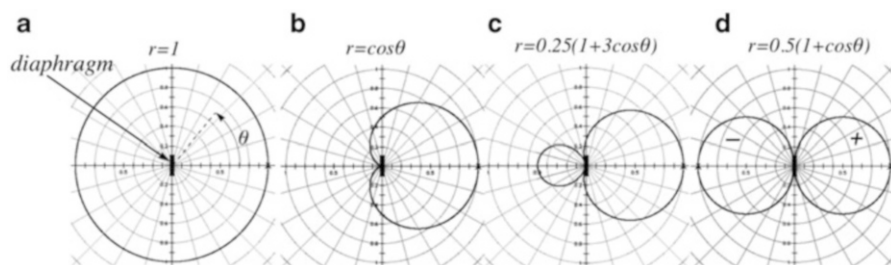 a b c d
r=1 r=cosθ r=0.25(1+3cosθ) r=0.5(1+cosθ)
diaphragm
θ
− +